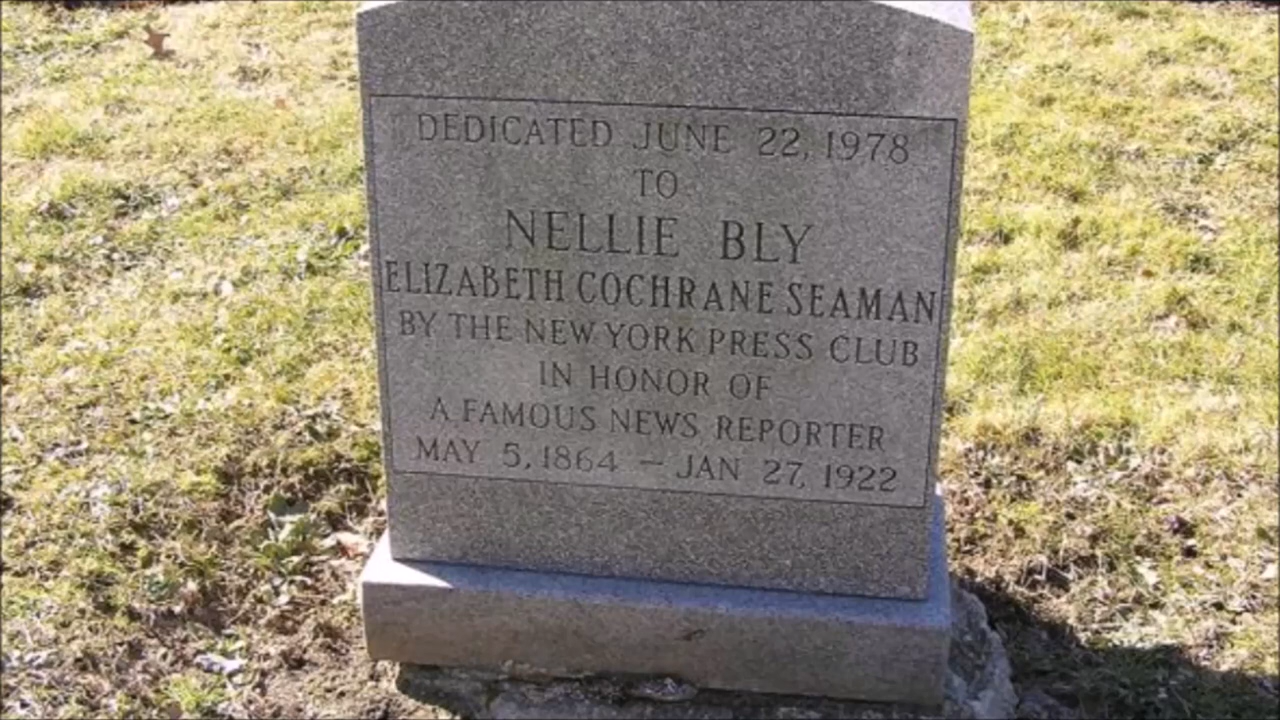 DEDICATED JUNE 22, 1978
TO
NELLIE BLY
ELIZABETH COCHRANE SEAMAN
BY THE NEW YORK PRESS CLUB
IN HONOR OF
A FAMOUS NEWS REPORTER
MAY 5, 1864 – JAN 27, 1922